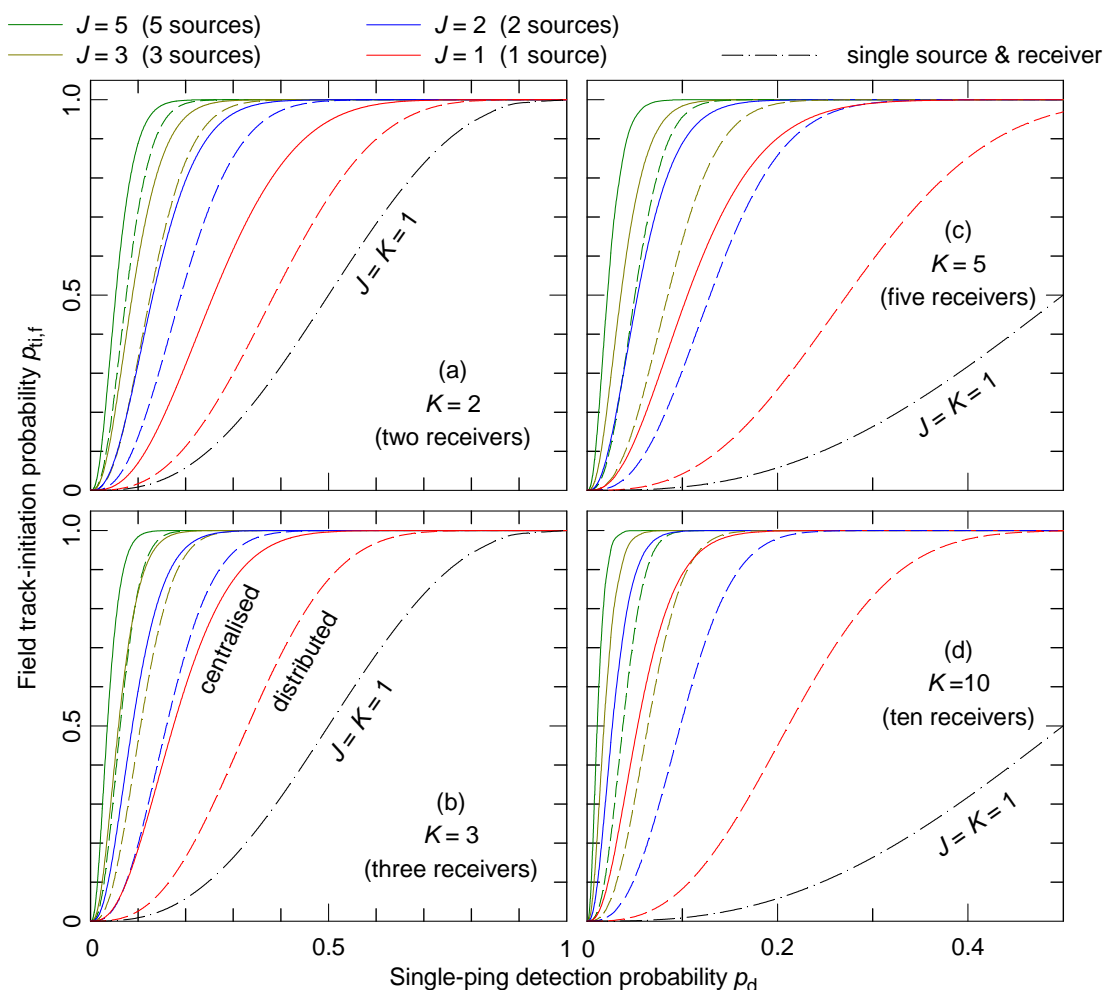 J = 5 (5 sources)
J = 2 (2 sources)
J = 3 (3 sources)
J = 1 (1 source)
single source & receiver
Field track-initiation probability p_ti,f
1.0
0.5
0
J = K = 1
(a)
K = 2
(two receivers)
J = K = 1
(c)
K = 5
(five receivers)
1.0
0.5
0
centralised
distributed
J = K = 1
(b)
K = 3
(three receivers)
J = K = 1
(d)
K =10
(ten receivers)
0 0.5 1
0 0.2 0.4
Single-ping detection probability p_d